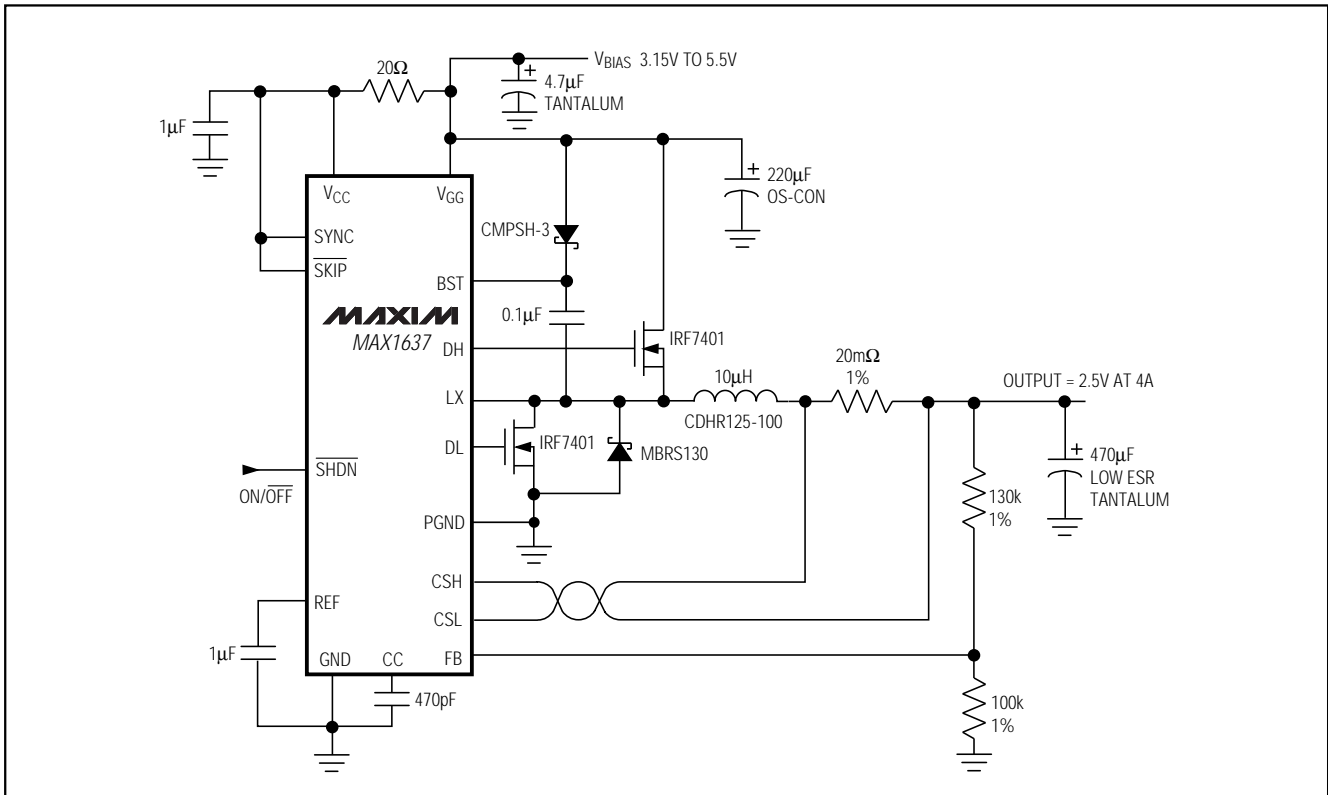 VBIAS 3.15V TO 5.5V
20Ω
+
4.7µF
TANTALUM
1µF
VCC
VGG
+
220µF
OS-CON
SYNC
SKIP
CMPSH-3
BST
MAXIM
MAX1637
0.1µF
DH
IRF7401
LX
10µH
CDHR125-100
20mΩ
1%
OUTPUT = 2.5V AT 4A
DL
IRF7401
MBRS130
+
470µF
LOW ESR
TANTALUM
SHDN
ON/OFF
130k
1%
PGND
CSH
CSL
REF
FB
1µF
GND
CC
470pF
100k
1%